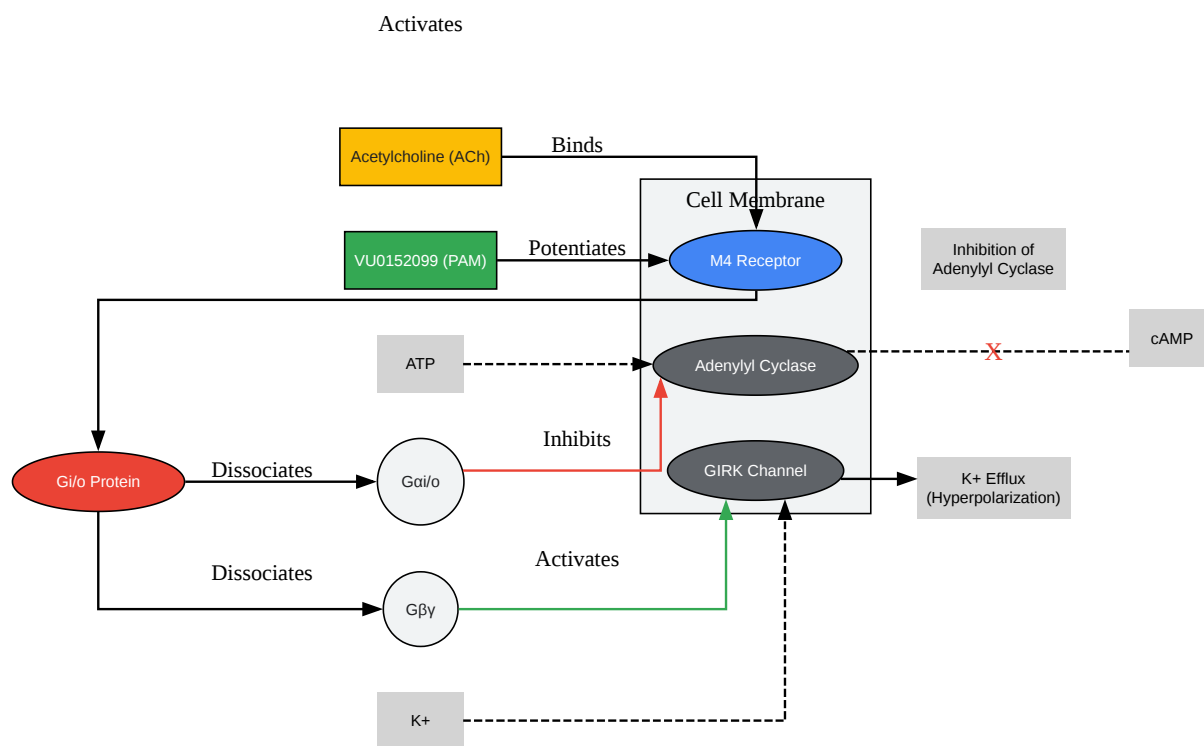 Activates
Acetylcholine (ACh)
Binds
Cell Membrane
VU0152099 (PAM)
Potentiates
M4 Receptor
Inhibition of
Adenylyl Cyclase
ATP
Adenylyl Cyclase
X
cAMP
Inhibits
Gi/o Protein
Dissociates
Gαi/o
GIRK Channel
K+ Efflux
(Hyperpolarization)
Dissociates
Gβγ
Activates
K+